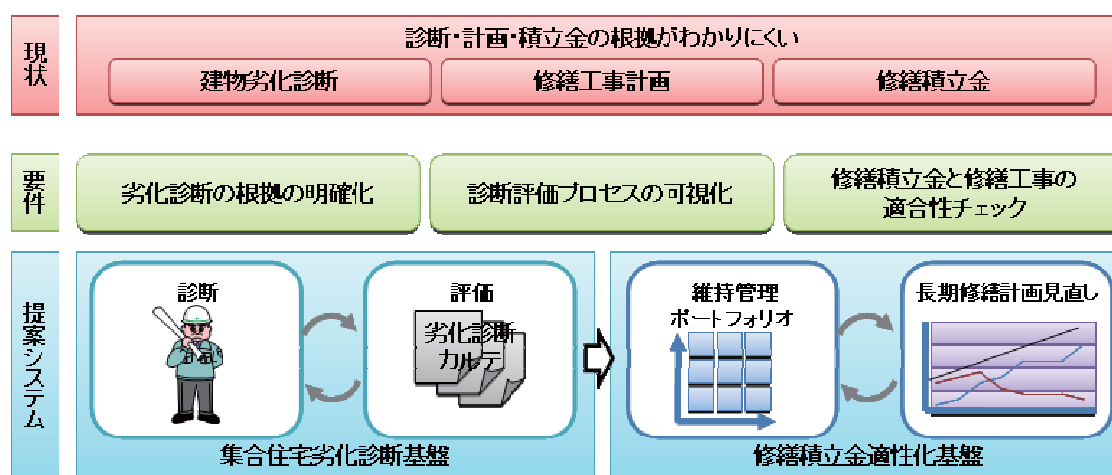 現状
診断・計画・積立金の根拠がわかりにくい
建物劣化診断
修繕工事計画
修繕積立金
要件
劣化診断の根拠の明確化
診断評価プロセスの可視化
修繕積立金と修繕工事の
適合性チェック
提案システム
診断
評価
劣化診断
カルテ
集合住宅劣化診断基盤
維持管理
ポートフォリオ
長期修繕計画見直し
修繕積立金適性化基盤